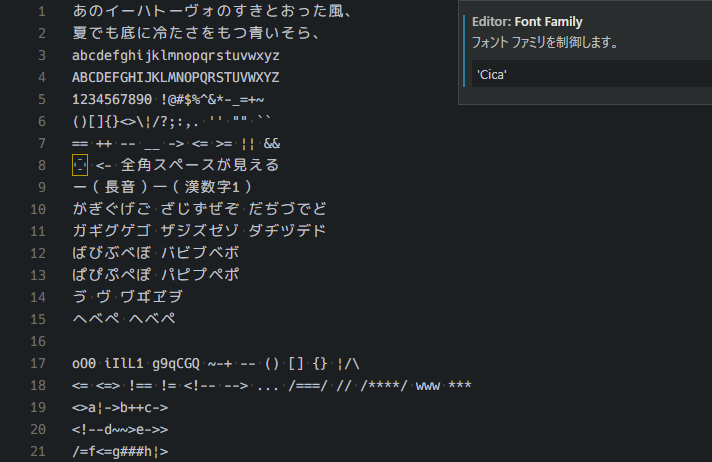 1 あのイーハトーヴォのすきとおった風、
2 夏でも底に冷たさをもつ青いそら、
3 abcdefghijklmnopqrstuvwxyz
4 ABCDEFGHIJKLMNOPQRSTUVWXYZ
5 1234567890 !@#$%^&*-_=+~
6 ()[]{}<>\¦/?;:,. '' "" ``
7 == ++ -- __ -> <= >= ¦¦ &&
8 　 <- 全角スペースが見える
9 ー(長音)一(漢数字1)
10 がぎぐげご ざじずぜぞ だぢづでど
11 ガギグゲゴ ザジズゼゾ ダヂヅデド
12 ばびぶべぼ バビブベボ
13 ぱぴぷぺぽ パピプペポ
14 ゔ ヴ ヷヸヹヺ
15 へべぺ ヘベペ
16
17 oO0 iIlL1 g9qCGQ ~-+ -- () [] {} ¦/\
18 <= <=> !== != <!-- --> ... /===/ // /****/ www ***
19 <>a¦->b++c->
20 <!--d~~>e->>
21 /=f<=g###h¦>
Editor: Font Family
フォント ファミリを制御します。
'Cica'